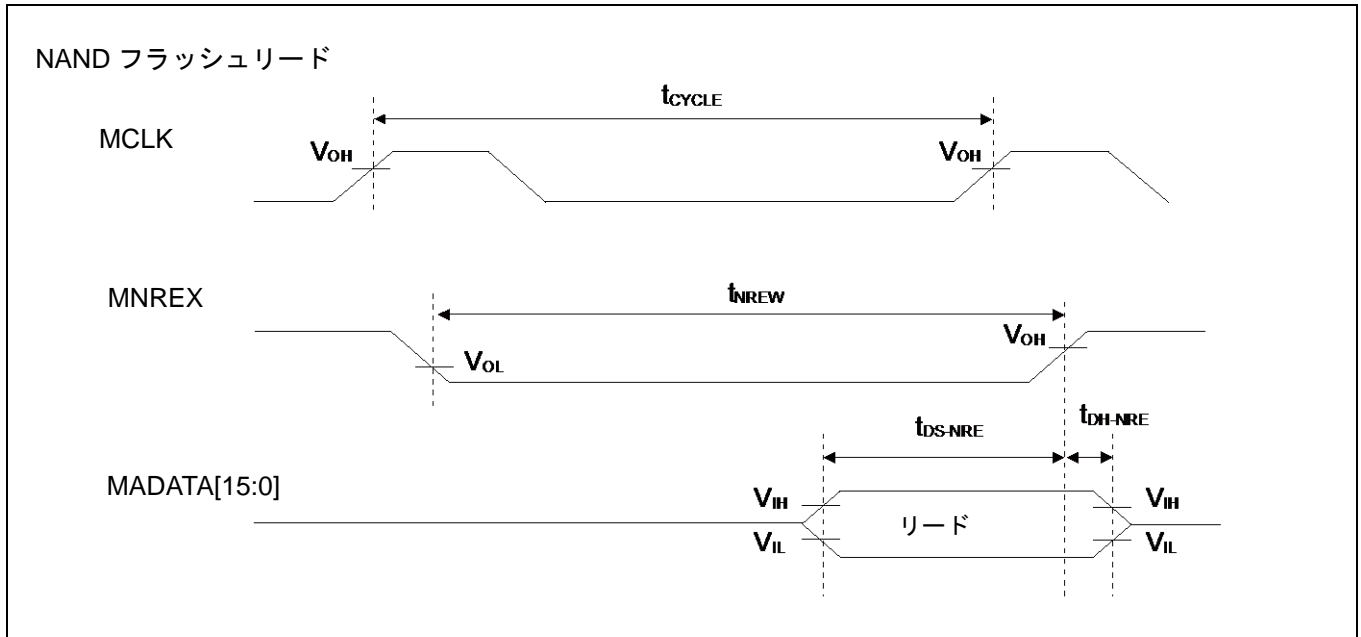 NAND フラッシュリード
tCYCLE
MCLK
VOH VOH
MNREX
tNREW
VOH
VOL
tDS-NRE tDH-NRE
MADATA[15:0]
VIH リード VIH
VIL VIL